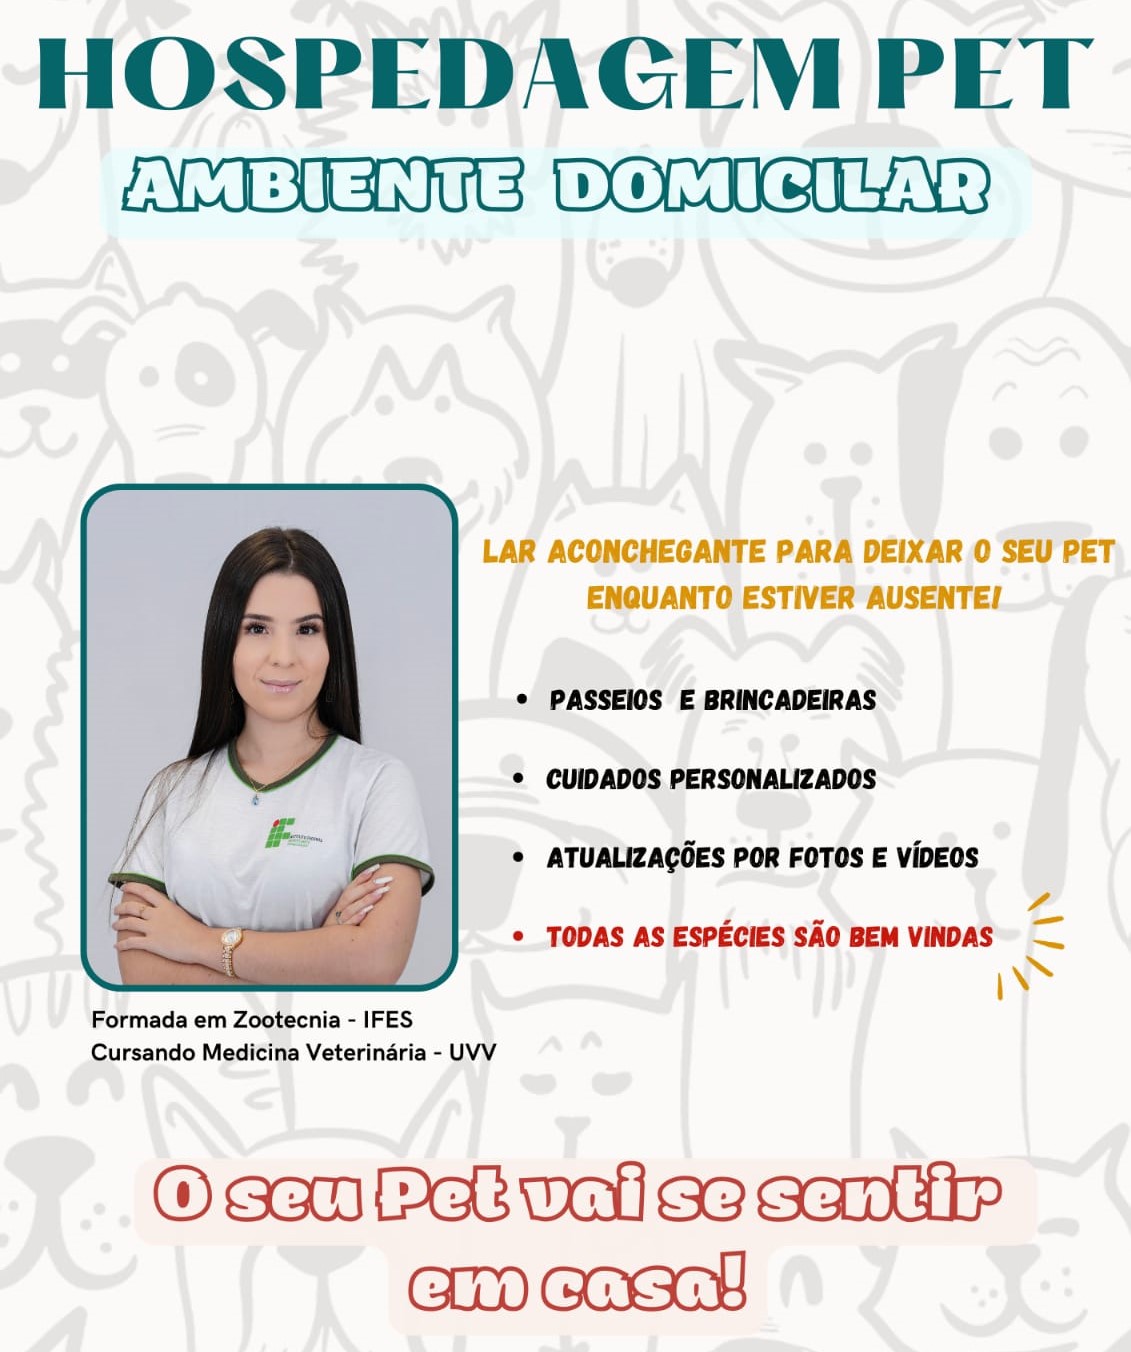 HOSPEDAGEM PET
AMBIENTE DOMICILAR
LAR ACONCHEGANTE PARA DEIXAR O SEU PET
ENQUANTO ESTIVER AUSENTE!
• PASSEIOS E BRINCADEIRAS
• CUIDADOS PERSONALIZADOS
• ATUALIZAÇÕES POR FOTOS E VÍDEOS
• TODAS AS ESPÉCIES SÃO BEM VINDAS
Formada em Zootecnia - IFES
Cursando Medicina Veterinária - UVV
O seu Pet vai se sentir
em casa!